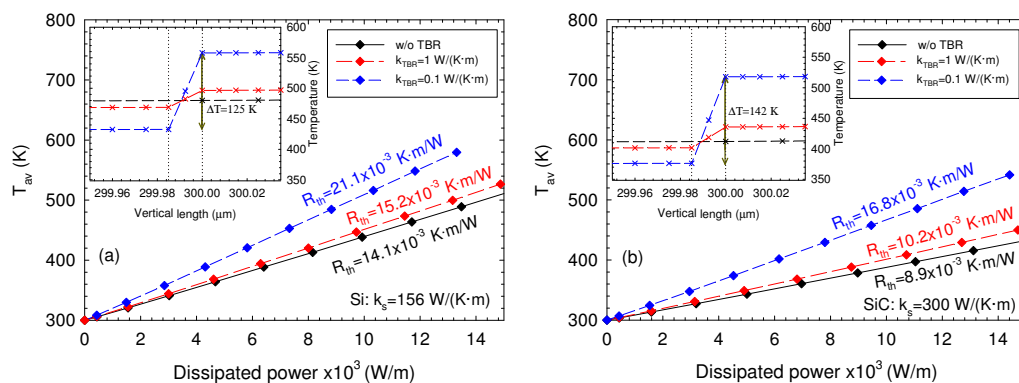 T_av (K)
800
700
600
500
400
300
0
2
4
6
8
10
12
14
Dissipated power x10^3 (W/m)
(a)
w/o TBR
k_TBR=1 W/(K·m)
k_TBR=0.1 W/(K·m)
R_th=21.1x10^-3 K·m/W
R_th=15.2x10^-3 K·m/W
R_th=14.1x10^-3 K·m/W
Si: k_s=156 W/(K·m)
600
550
500
450
400
350
Temperature (K)
ΔT=125 K
299.96
299.98
300.00
300.02
Vertical length (μm)
T_av (K)
800
700
600
500
400
300
0
2
4
6
8
10
12
14
Dissipated power x10^3 (W/m)
(b)
w/o TBR
k_TBR=1 W/(K·m)
k_TBR=0.1 W/(K·m)
R_th=16.8x10^-3 K·m/W
R_th=10.2x10^-3 K·m/W
R_th=8.9x10^-3 K·m/W
SiC: k_s=300 W/(K·m)
600
550
500
450
400
350
Temperature (K)
ΔT=142 K
299.96
299.98
300.00
300.02
Vertical length (μm)